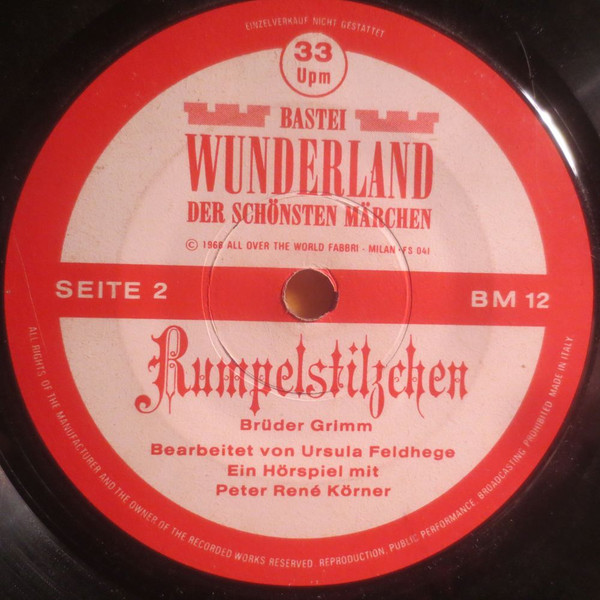 EINZELVERKAUF NICHT GESTATTET
33
Upm
BASTEI
WUNDERLAND
DER SCHÖNSTEN MÄRCHEN
© 1966 ALL OVER THE WORLD FABBRI - MILAN - FS 041
SEITE 2
BM 12
Rumpelstilzchen
Brüder Grimm
Bearbeitet von Ursula Feldhege
Ein Hörspiel mit
Peter René Körner
ALL RIGHTS OF THE MANUFACTURER AND THE OWNER OF THE RECORDED WORKS RESERVED. REPRODUCTION, PUBLIC PERFORMANCE, BROADCASTING PROHIBITED. MADE IN ITALY.